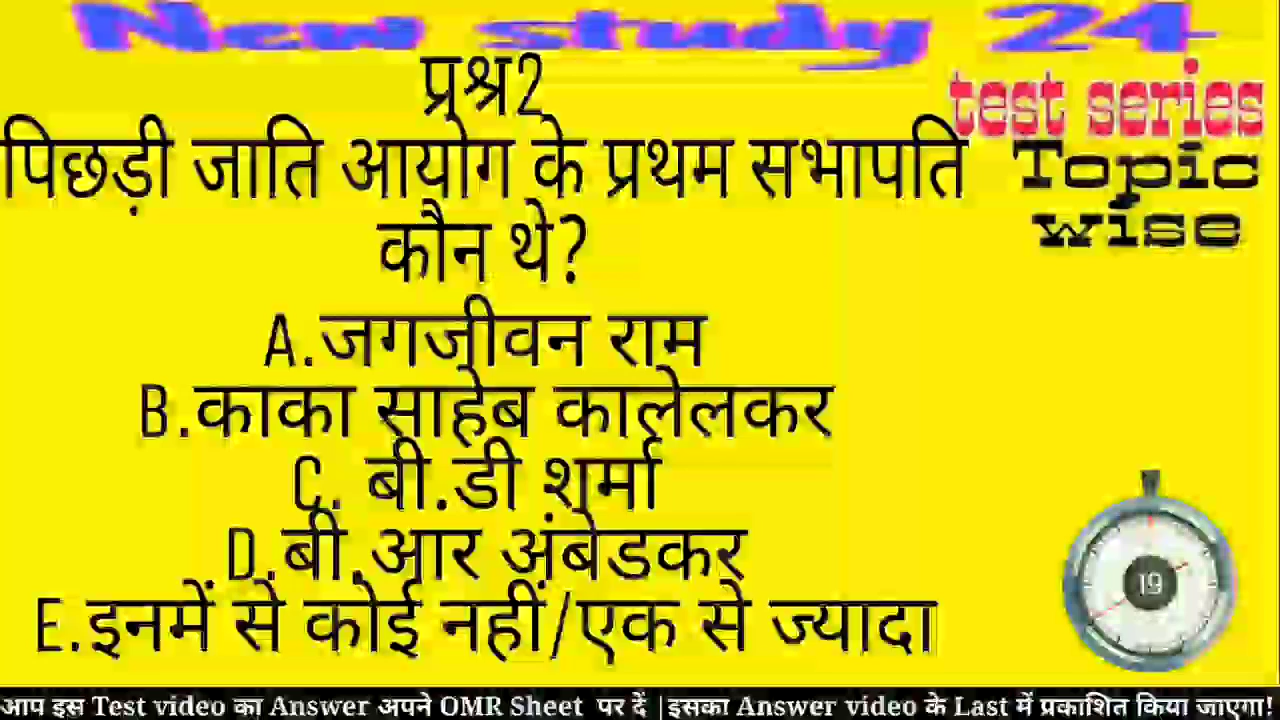 New study 24
प्रश्न2
test series
पिछड़ी जाति आयोग के प्रथम सभापति
Topic
कौन थे?
wise
A.जगजीवन राम
B.काका साहेब कालेलकर
C. बी.डी शर्मा
D.बी.आर अंबेडकर
19
E.इनमें से कोई नहीं/एक से ज्यादा
आप इस Test video का Answer अपने OMR Sheet पर दें |इसका Answer video के Last में प्रकाशित किया जाएगा!